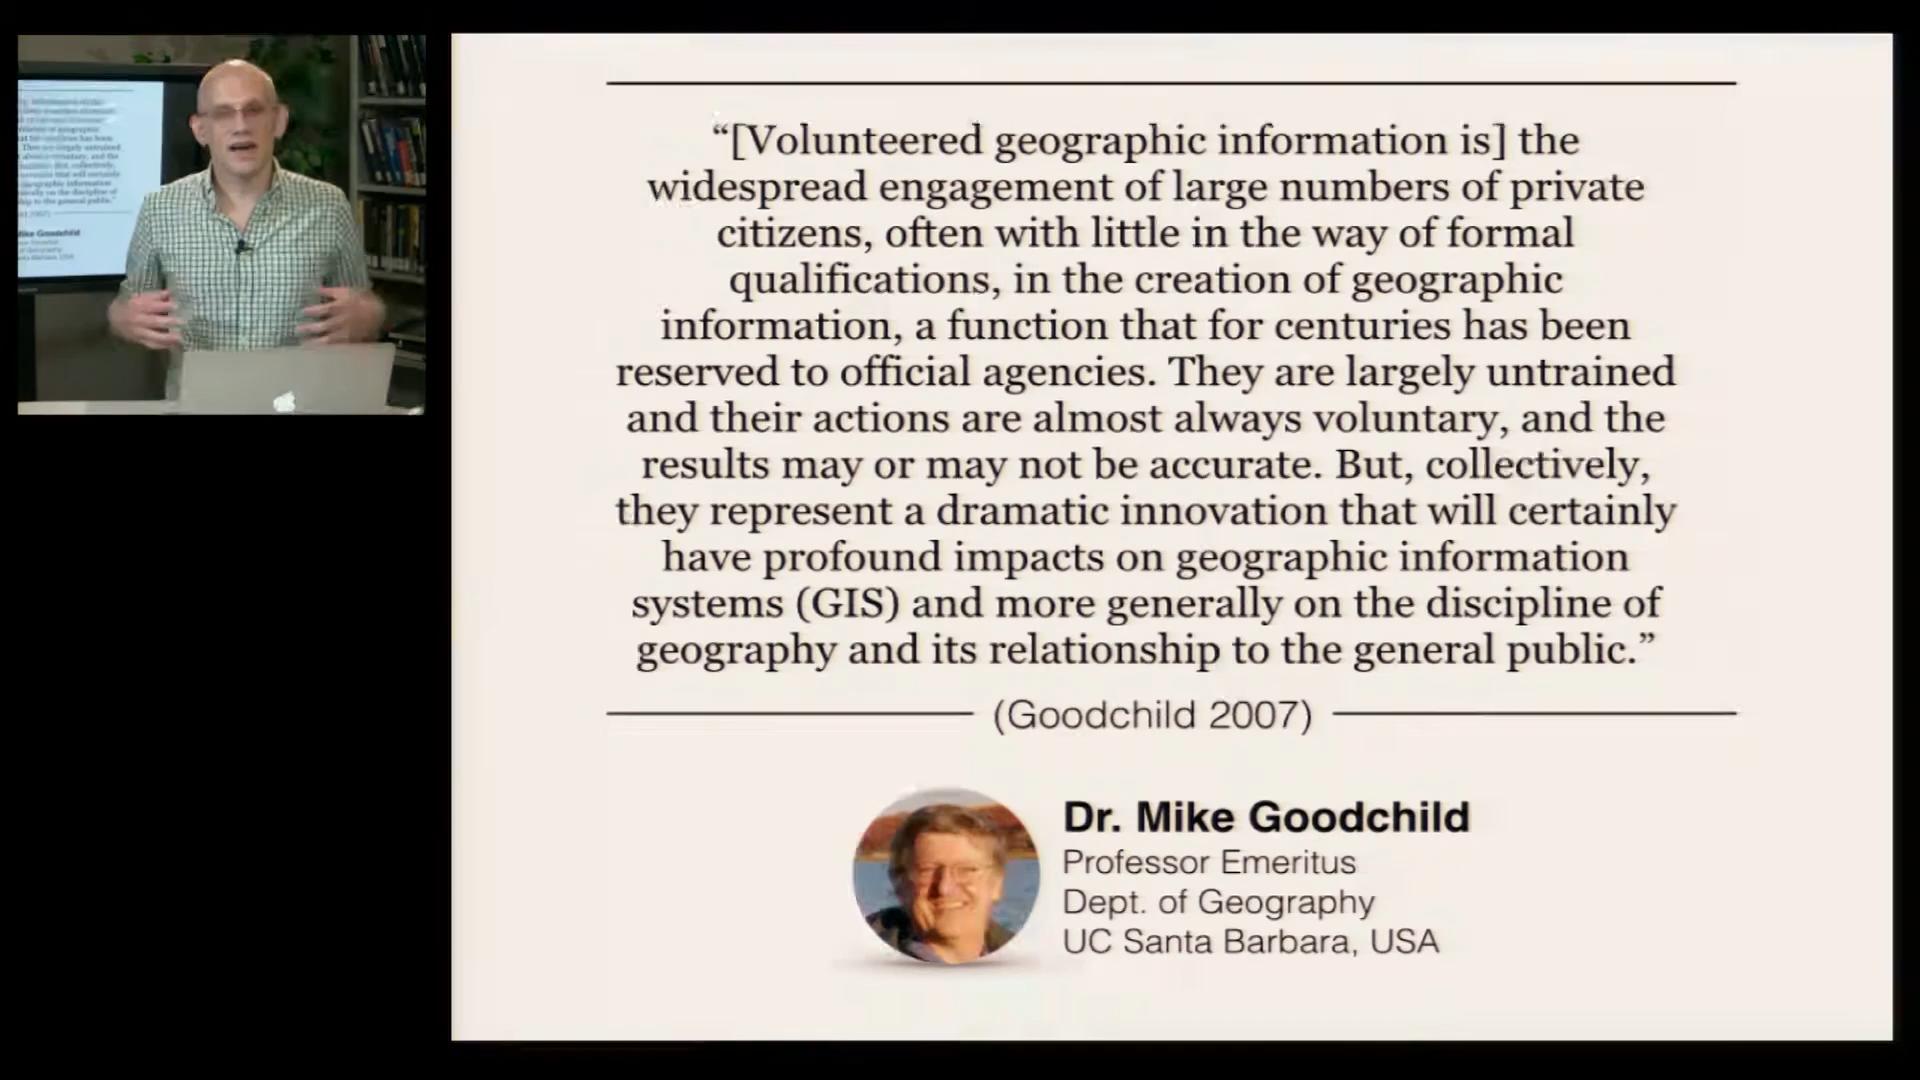 “[Volunteered geographic information is] the
widespread engagement of large numbers of private
citizens, often with little in the way of formal
qualifications, in the creation of geographic
information, a function that for centuries has been
reserved to official agencies. They are largely untrained
and their actions are almost always voluntary, and the
results may or may not be accurate. But, collectively,
they represent a dramatic innovation that will certainly
have profound impacts on geographic information
systems (GIS) and more generally on the discipline of
geography and its relationship to the general public.”
(Goodchild 2007)
Dr. Mike Goodchild
Professor Emeritus
Dept. of Geography
UC Santa Barbara, USA